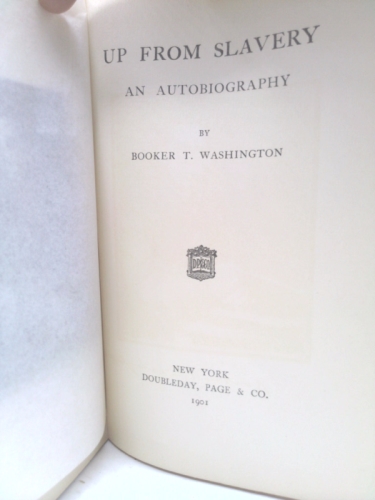 UP FROM SLAVERY
AN AUTOBIOGRAPHY
BY
BOOKER T. WASHINGTON
NEW YORK
DOUBLEDAY, PAGE & CO.
1901